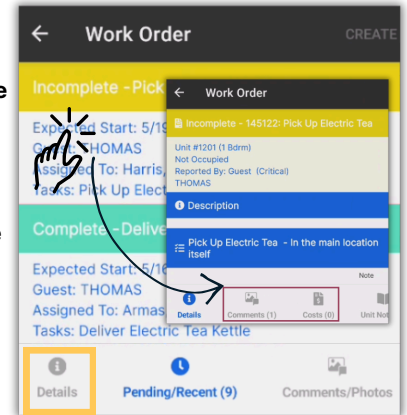 e
e
Work Order
CREATE
Incomplete - Pick
Expected Start: 5/19
Guest: THOMAS
Assigned To: Harris,
Tasks: Pick Up Elect
Complete - Delive
Expected Start: 5/16
Guest: THOMAS
Assigned To: Armas
Tasks: Deliver Electric Tea Kettle
Details
Pending/Recent (9)
Comments/Photos
Work Order
Incomplete - 145122: Pick Up Electric Tea
Unit #1201 (1 Bdrm)
Not Occupied
Reported By: Guest (Critical)
THOMAS
Description
Pick Up Electric Tea - In the main location
itself
Note
Details
Comments (1)
Costs (0)
Unit Not